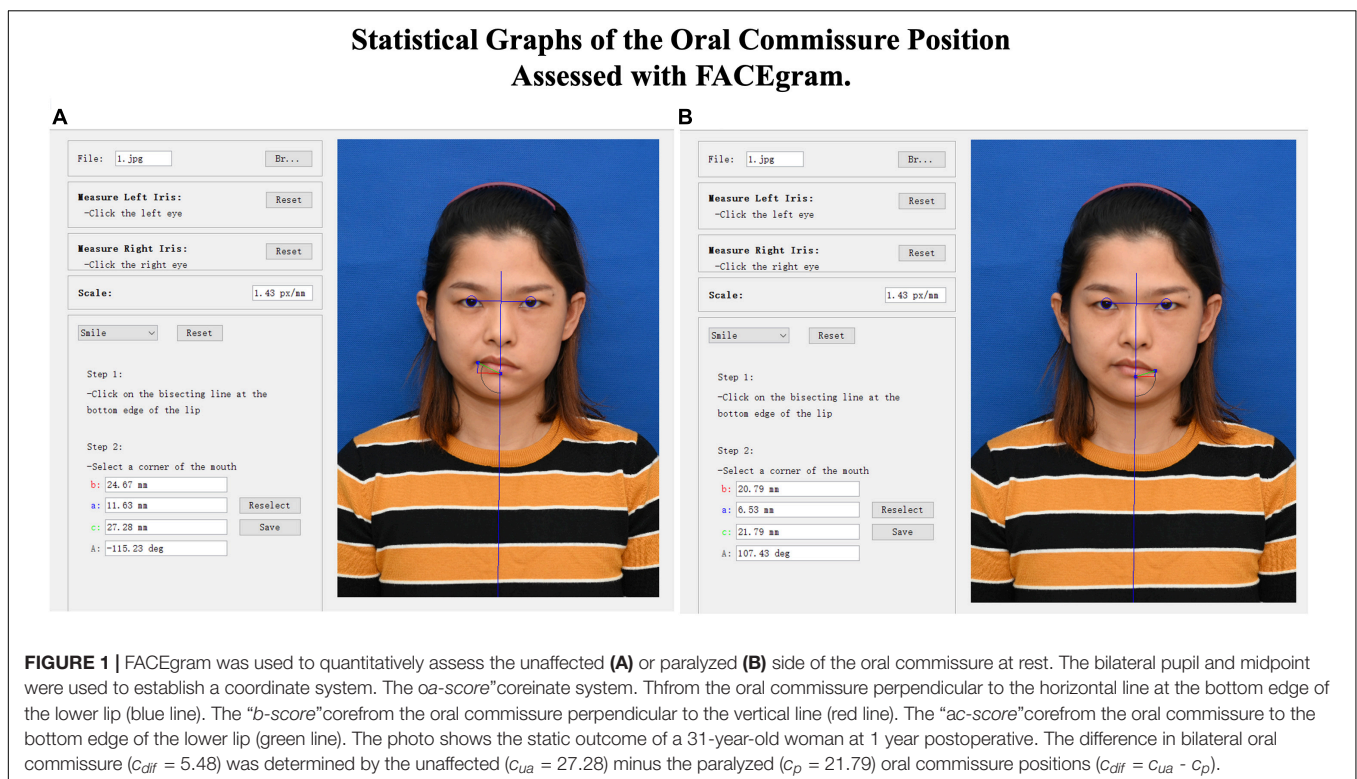 Statistical Graphs of the Oral Commissure Position
Assessed with FACEgram.
A
File: 1.jpg Br...
Measure Left Iris: Reset
-Click the left eye
Measure Right Iris: Reset
-Click the right eye
Scale: 1.43 px/mm
Smile Reset
Step 1:
-Click on the bisecting line at the
bottom edge of the lip
Step 2:
-Select a corner of the mouth
b: 24.67 mm
a: 11.63 mm Reselect
c: 27.28 mm Save
A: -115.23 deg
B
File: 1.jpg Br...
Measure Left Iris: Reset
-Click the left eye
Measure Right Iris: Reset
-Click the right eye
Scale: 1.43 px/mm
Smile Reset
Step 1:
-Click on the bisecting line at the
bottom edge of the lip
Step 2:
-Select a corner of the mouth
b: 20.79 mm
a: 6.53 mm Reselect
c: 21.79 mm Save
A: 107.43 deg
FIGURE 1 | FACEgram was used to quantitatively assess the unaffected (A) or paralyzed (B) side of the oral commissure at rest. The bilateral pupil and midpoint
were used to establish a coordinate system. The oa-score”coreinate system. Thfrom the oral commissure perpendicular to the horizontal line at the bottom edge of
the lower lip (blue line). The “b-score”corefrom the oral commissure perpendicular to the vertical line (red line). The “ac-score”corefrom the oral commissure to the
bottom edge of the lower lip (green line). The photo shows the static outcome of a 31-year-old woman at 1 year postoperative. The difference in bilateral oral
commissure (cdif = 5.48) was determined by the unaffected (cua = 27.28) minus the paralyzed (cp = 21.79) oral commissure positions (cdif = cua - cp).